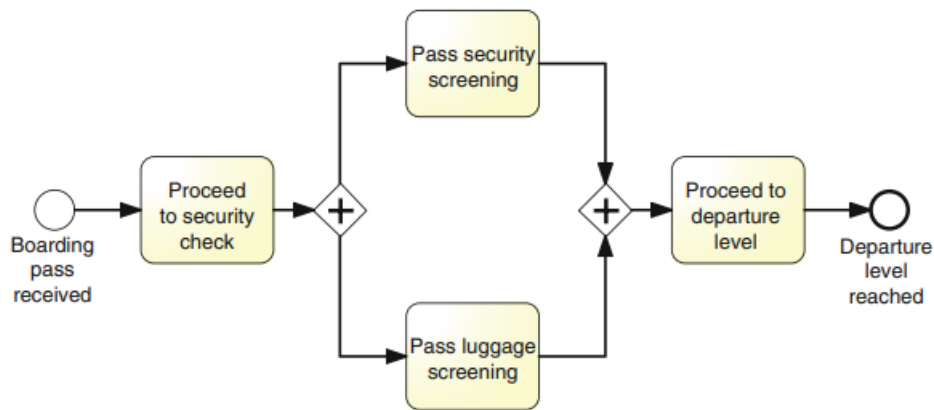 Boarding
pass
received
Proceed
to security
check
Pass security
screening
Pass luggage
screening
Proceed to
departure
level
Departure
level
reached